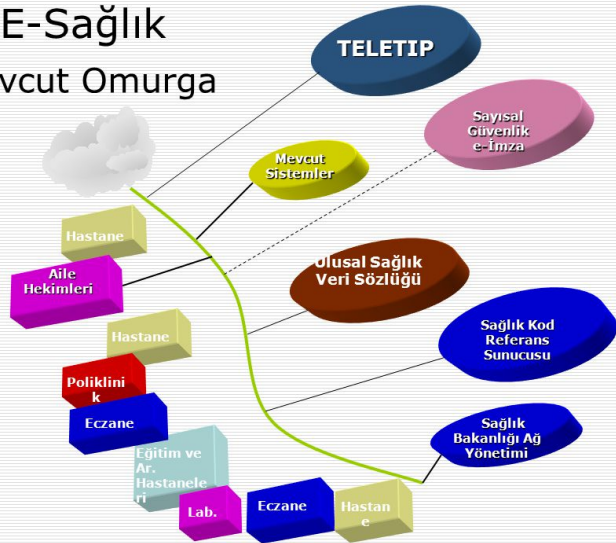 E-Sağlık
vcut Omurga
TELETIP
Sayısal
Güvenlik
e-İmza
Mevcut
Sistemler
Hastane
Aile
Hekimleri
Ulusal Sağlık
Veri Sözlüğü
Hastane
Sağlık Kod
Referans
Sunucusu
Poliklini
k
Eczane
Sağlık
Bakanlığı Ağ
Yönetimi
Eğitim ve
Ar.
Hastanele
ri
Lab.
Eczane
Hastan
e